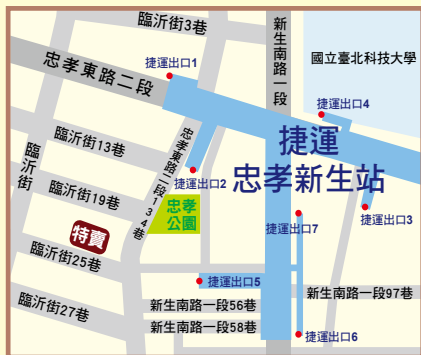 臨沂街3巷
忠孝東路二段
新生南路一段
國立臺北科技大學
捷運出口1
捷運出口4
臨沂街13巷
忠孝東路二段134巷
捷運
忠孝新生站
臨沂街
捷運出口2
臨沂街19巷
忠孝
公園
捷運出口3
捷運出口7
特賣
臨沂街25巷
捷運出口5
新生南路一段97巷
臨沂街27巷
新生南路一段56巷
新生南路一段58巷
捷運出口6